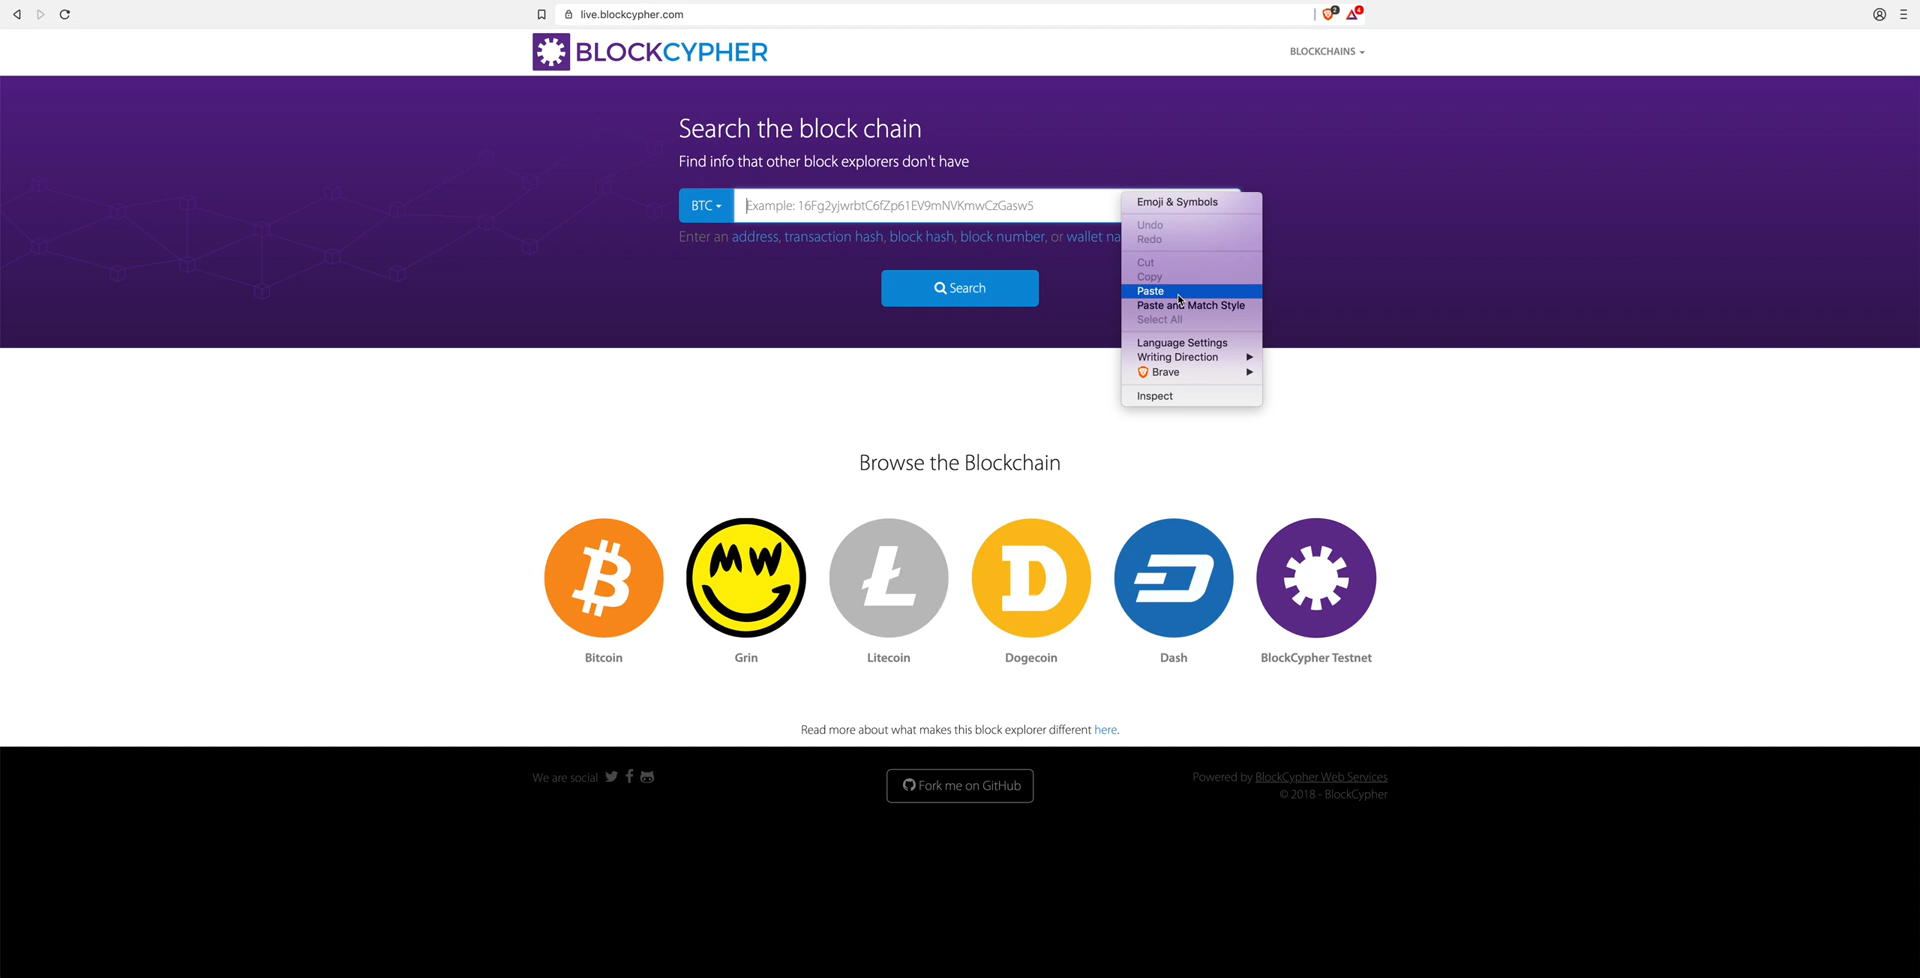 live.blockcypher.com
2
4
BLOCKCYPHER
BLOCKCHAINS
Search the block chain
Find info that other block explorers don't have
BTC
Example: 16Fg2yjwrbtC6fZp61EV9mNVKmwCzGasw5
Enter an address, transaction hash, block hash, block number, or wallet na
Search
Emoji & Symbols
Undo
Redo
Cut
Copy
Paste
Paste and Match Style
Select All
Language Settings
Writing Direction
Brave
Inspect
Browse the Blockchain
MW
Bitcoin
Grin
Litecoin
Dogecoin
Dash
BlockCypher Testnet
Read more about what makes this block explorer different here.
We are social
Fork me on GitHub
Powered by BlockCypher Web Services
© 2018 - BlockCypher